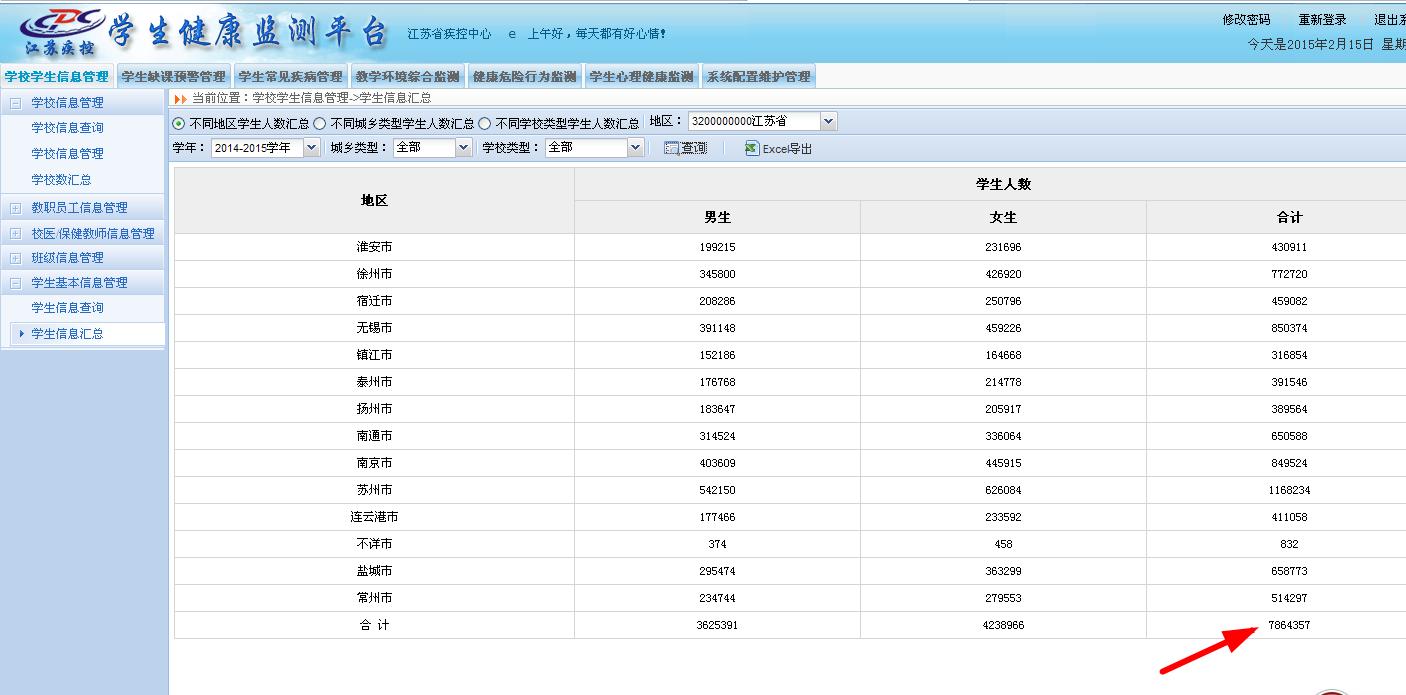 CDC
江苏疾控
学生健康监测平台
江苏省疾控中心 e 上午好，每天都有好心情!
修改密码 重新登录 退出
今天是2015年2月15日 星期
学校学生信息管理 学生缺课预警管理 学生常见疾病管理 教学环境综合监测 健康危险行为监测 学生心理健康监测 系统配置维护管理
学校信息管理
学校信息查询
学校信息管理
学校数汇总
教职员工信息管理
校医/保健教师信息管理
班级信息管理
学生基本信息管理
学生信息查询
学生信息汇总
当前位置：学校学生信息管理->学生信息汇总
不同地区学生人数汇总 不同城乡类型学生人数汇总 不同学校类型学生人数汇总 地区： 3200000000江苏省
学年： 2014-2015学年 城乡类型： 全部 学校类型： 全部 查询 Excel导出
地区 学生人数
男生 女生 合计
淮安市 199215 231696 430911
徐州市 345800 426920 772720
宿迁市 208286 250796 459082
无锡市 391148 459226 850374
镇江市 152186 164668 316854
泰州市 176768 214778 391546
扬州市 183647 205917 389564
南通市 314524 336064 650588
南京市 403609 445915 849524
苏州市 542150 626084 1168234
连云港市 177466 233592 411058
不详市 374 458 832
盐城市 295474 363299 658773
常州市 234744 279553 514297
合 计 3625391 4238966 7864357